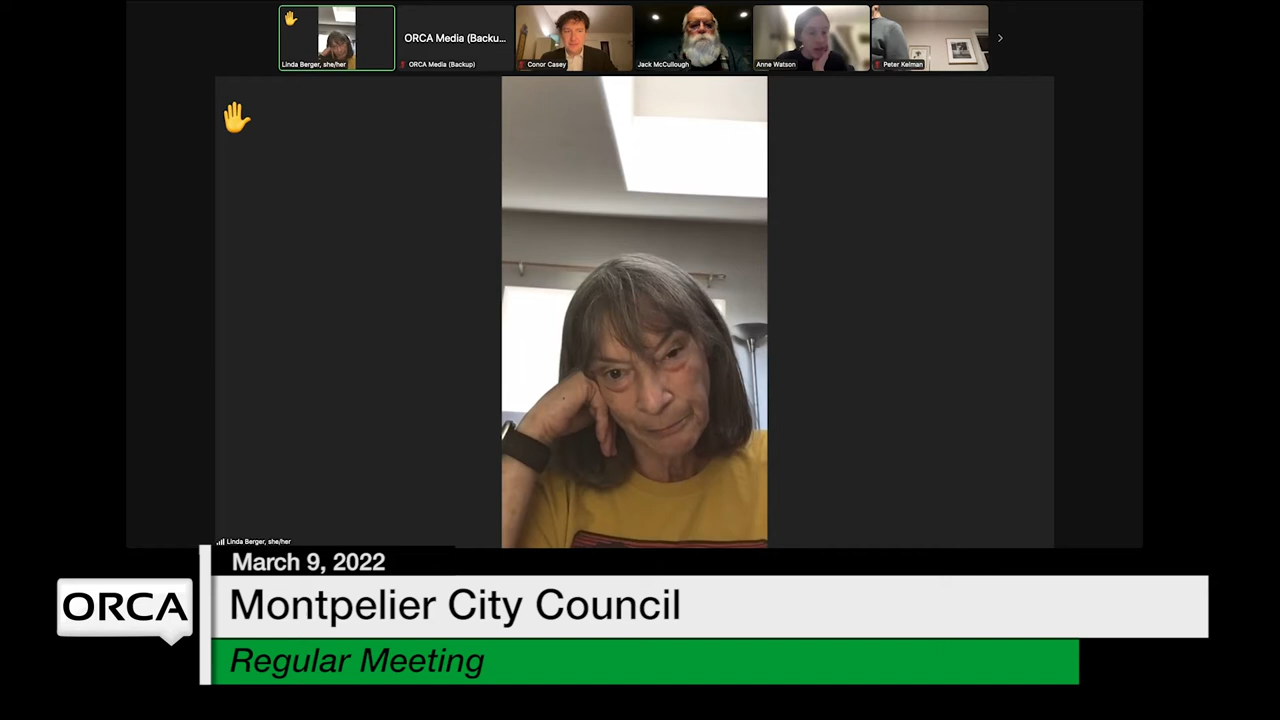 ORCA Media (Backu...
Linda Berger, she/her
ORCA Media (Backup)
Conor Casey
Jack McCullough
Anne Watson
Peter Kelman
Linda Berger, she/her
March 9, 2022
ORCA
Montpelier City Council
Regular Meeting